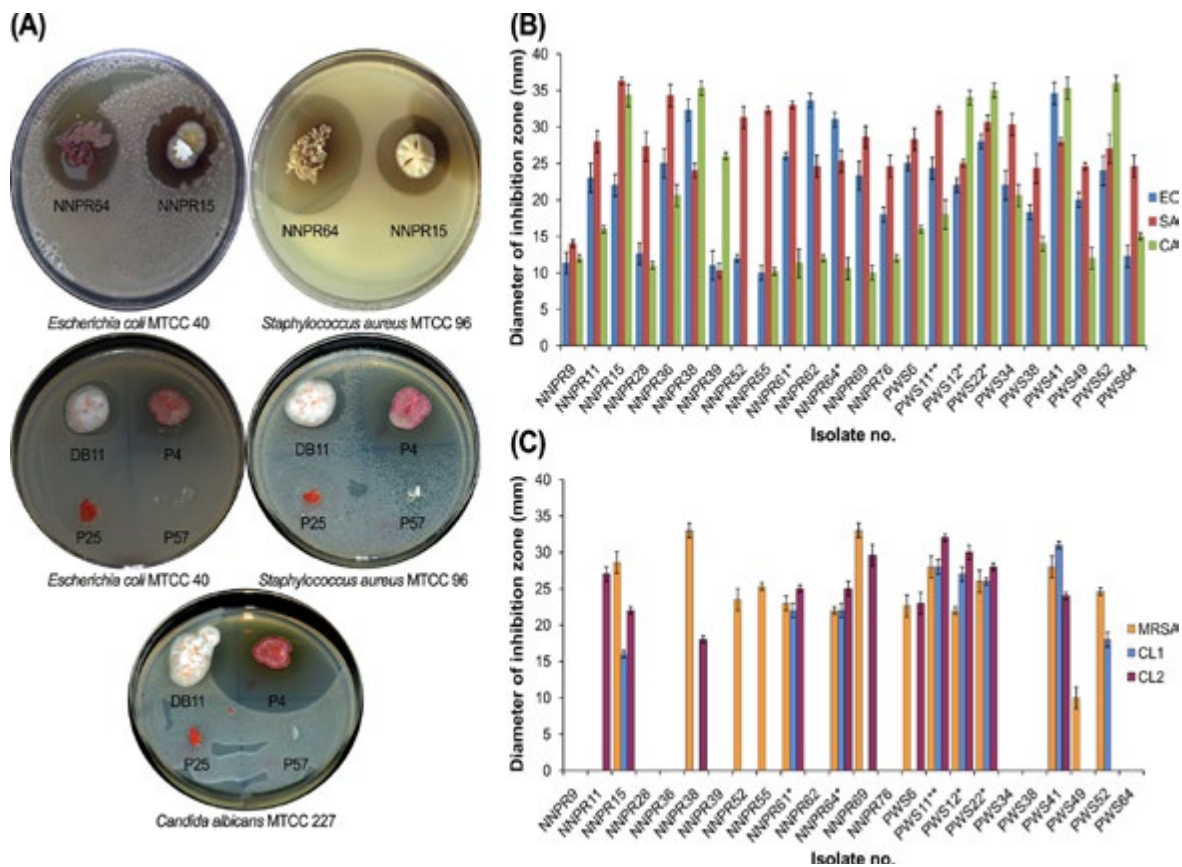 (A)
NNPR64
NNPR15
NNPR64
NNPR15
Escherichia coli MTCC 40
Staphylococcus aureus MTCC 96
DB11
P4
P25
P57
DB11
P4
P25
P57
Escherichia coli MTCC 40
Staphylococcus aureus MTCC 96
DB11
P4
P25
P57
Candida albicans MTCC 227
(B)
Diameter of inhibition zone (mm)
40
35
30
25
20
15
10
5
0
NNPR9
NNPR11
NNPR15
NNPR28
NNPR36
NNPR38
NNPR39
NNPR52
NNPR55
NNPR61*
NNPR62
NNPR64*
NNPR69
NNPR76
PWS6
PWS11**
PWS12*
PWS22*
PWS34
PWS38
PWS41
PWS49
PWS52
PWS64
Isolate no.
EC
SA
CA
(C)
Diameter of inhibition zone (mm)
40
35
30
25
20
15
10
5
0
NNPR9
NNPR11
NNPR15
NNPR28
NNPR36
NNPR38
NNPR39
NNPR52
NNPR55
NNPR61*
NNPR62
NNPR64*
NNPR69
NNPR76
PWS6
PWS11**
PWS12*
PWS22*
PWS34
PWS38
PWS41
PWS49
PWS52
PWS64
Isolate no.
MRSA
CL1
CL2